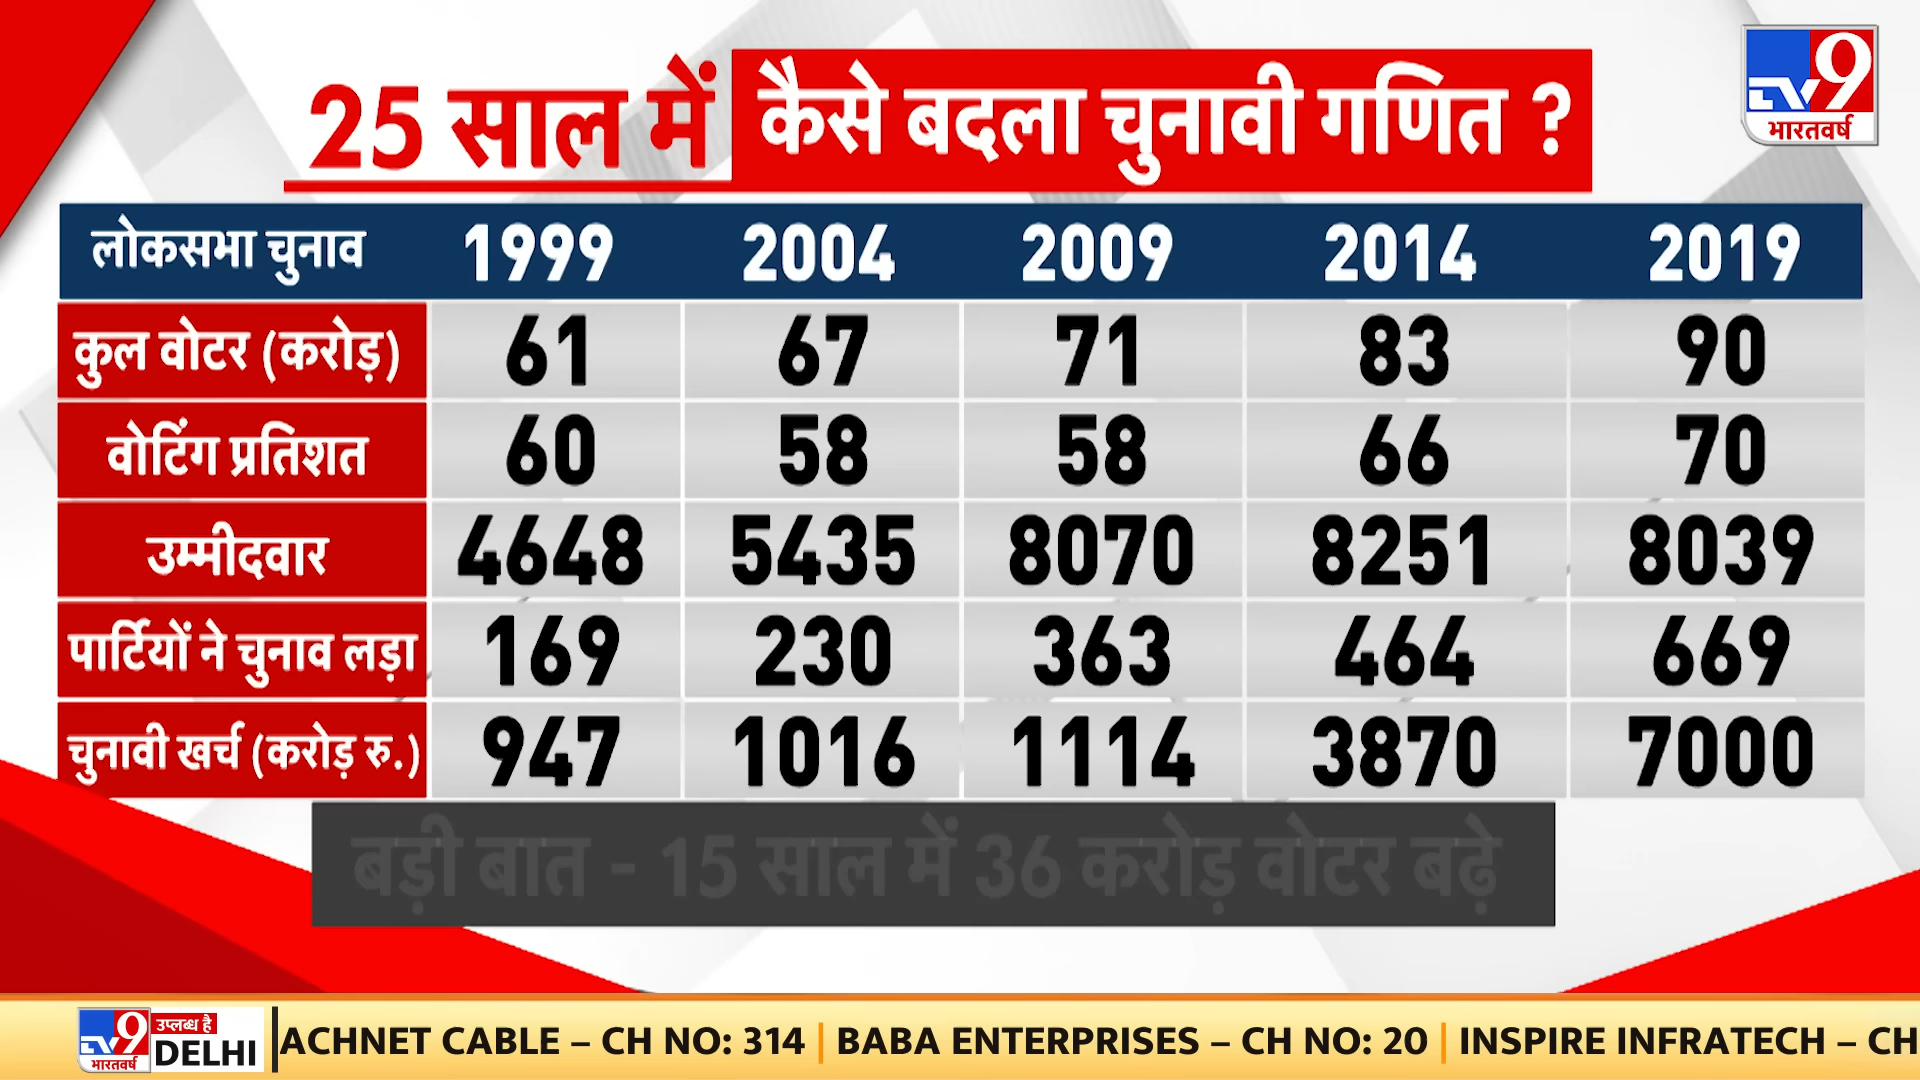 25 साल में कैसे बदला चुनावी गणित ?
TV9
भारतवर्ष
लोकसभा चुनाव 1999 2004 2009 2014 2019
कुल वोटर (करोड़) 61 67 71 83 90
वोटिंग प्रतिशत 60 58 58 66 70
उम्मीदवार 4648 5435 8070 8251 8039
पार्टियों ने चुनाव लड़ा 169 230 363 464 669
चुनावी खर्च (करोड़ रु.) 947 1016 1114 3870 7000
बड़ी बात - 15 साल में 36 करोड़ वोटर बढ़े
TV9 भारतवर्ष उपलब्ध है DELHI ACHNET CABLE – CH NO: 314 | BABA ENTERPRISES – CH NO: 20 | INSPIRE INFRATECH – CH